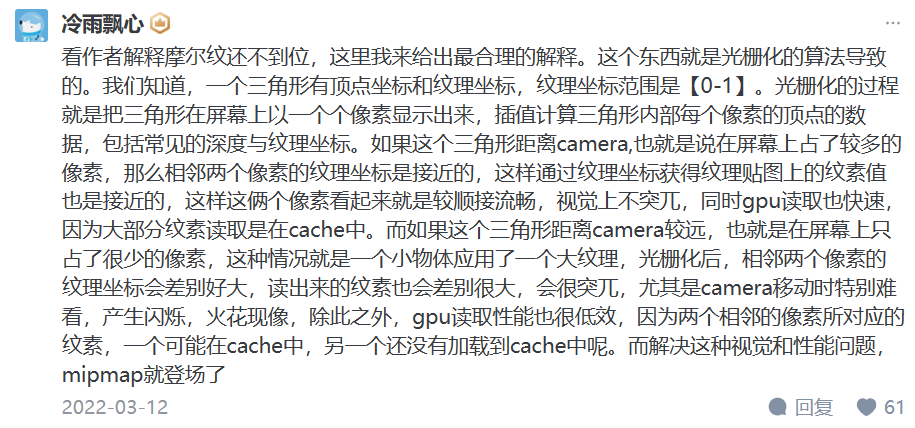 冷雨飘心
看作者解释摩尔纹还不到位，这里我来给出最合理的解释。这个东西就是光栅化的算法导致
的。我们知道，一个三角形有顶点坐标和纹理坐标，纹理坐标范围是【0-1】。光栅化的过程
就是把三角形在屏幕上以一个个像素显示出来，插值计算三角形内部每个像素的顶点的数
据，包括常见的深度与纹理坐标。如果这个三角形距离camera,也就是说在屏幕上占了较多的
像素，那么相邻两个像素的纹理坐标是接近的，这样通过纹理坐标获得纹理贴图上的纹素值
也是接近的，这样这俩个像素看起来就是较顺接流畅，视觉上不突兀，同时gpu读取也快速，
因为大部分纹素读取是在cache中。而如果这个三角形距离camera较远，也就是在屏幕上只
占了很少的像素，这种情况就是一个小物体应用了一个大纹理，光栅化后，相邻两个像素的
纹理坐标会差别好大，读出来的纹素也会差别很大，会很突兀，尤其是camera移动时特别难
看，产生闪烁，火花现像，除此之外，gpu读取性能也很低效，因为两个相邻的像素所对应的
纹素，一个可能在cache中，另一个还没有加载到cache中呢。而解决这种视觉和性能问题，
mipmap就登场了
2022-03-12 回复 61